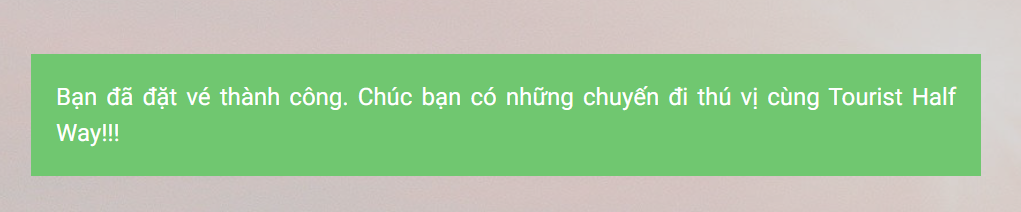 Bạn đã đặt vé thành công. Chúc bạn có những chuyến đi thú vị cùng Tourist Half
Way!!!